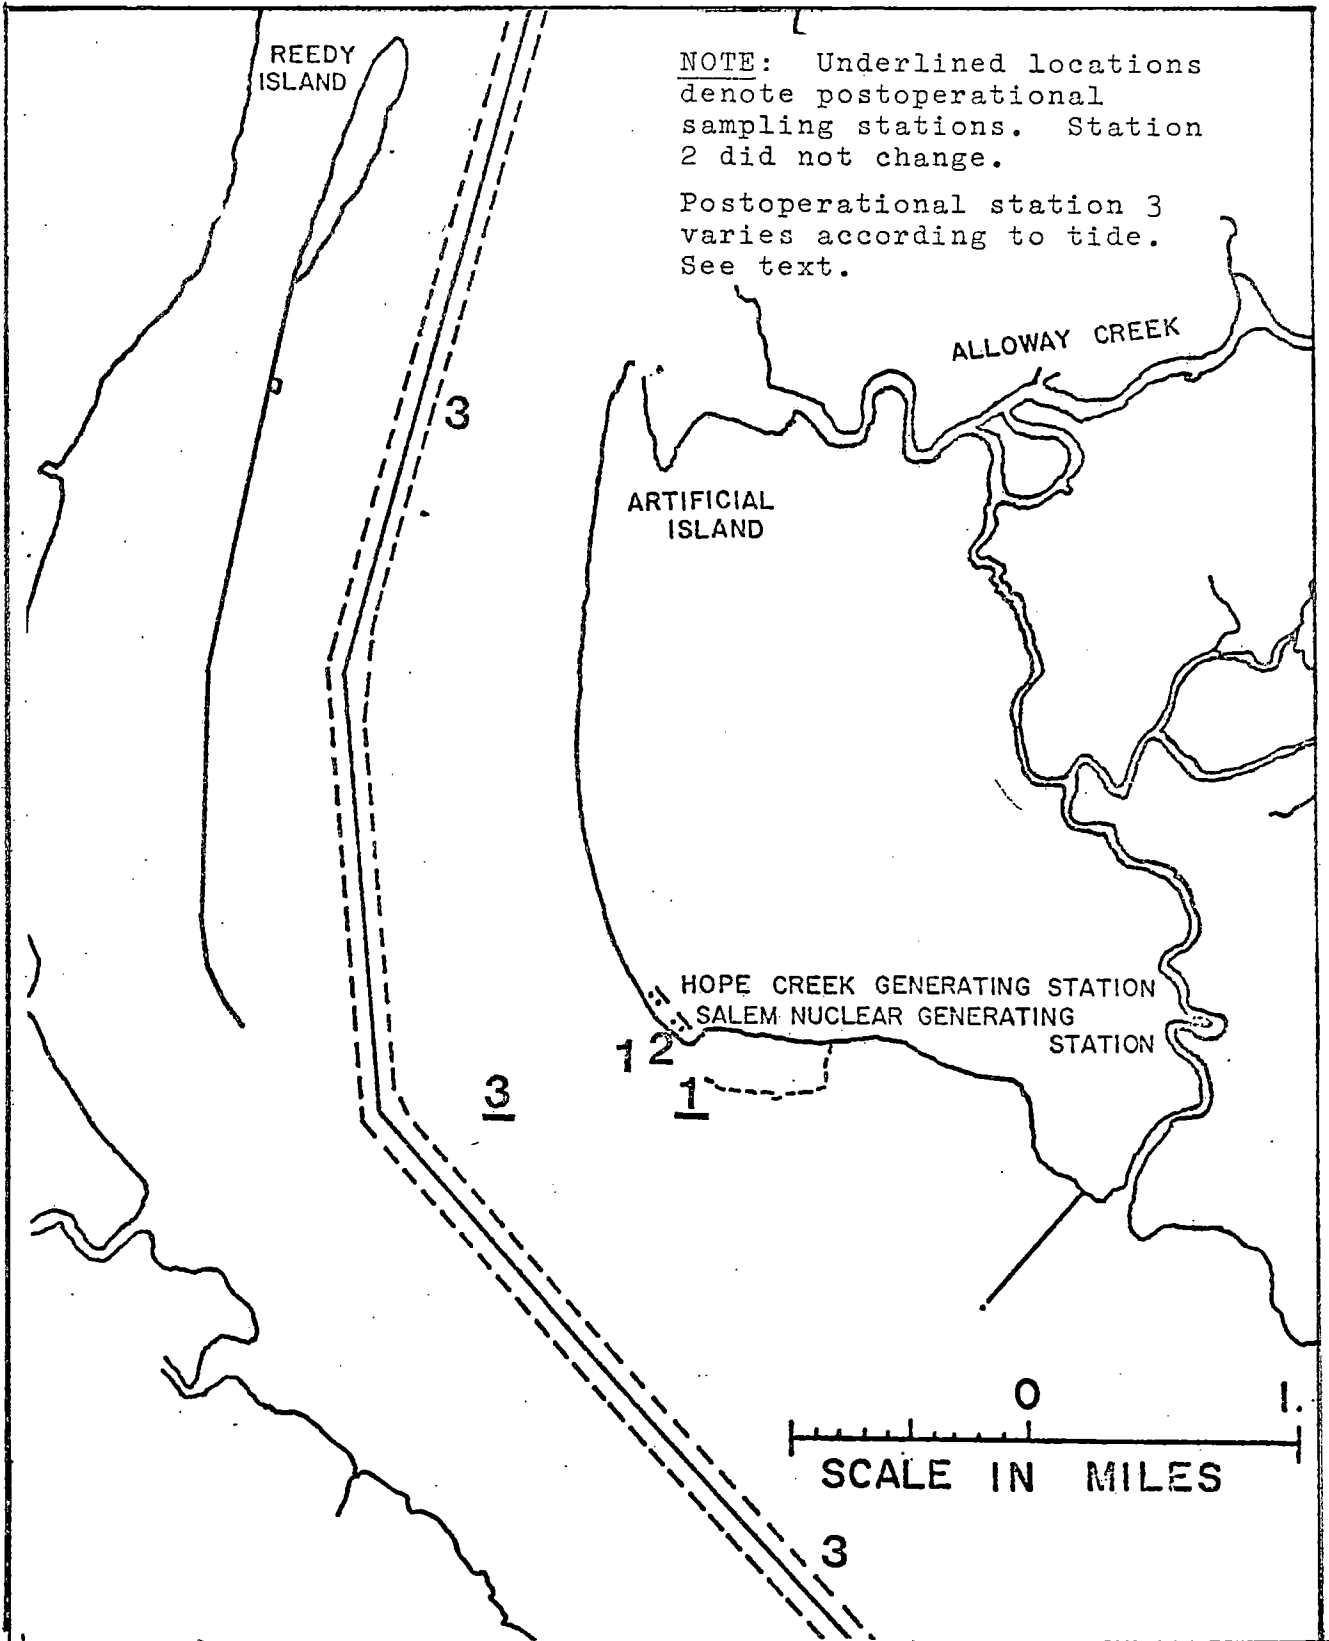 REEDY
ISLAND
NOTE: Underlined locations
denote postoperational
sampling stations. Station
2 did not change.
Postoperational station 3
varies according to tide.
See text.
ALLOWAY CREEK
3
ARTIFICIAL
ISLAND
HOPE CREEK GENERATING STATION
SALEM NUCLEAR GENERATING
STATION
1 2
3
1
0 1.
SCALE IN MILES
3